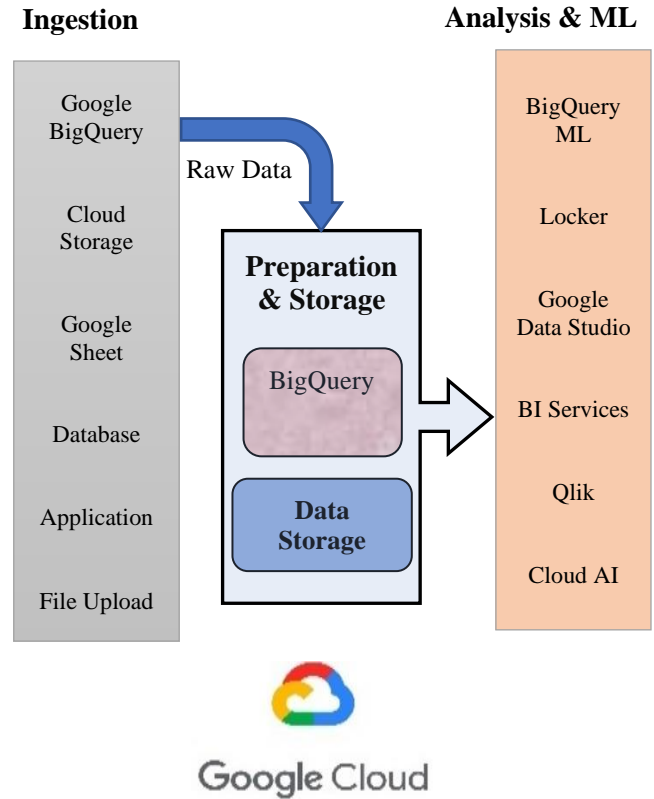 Ingestion
Google
BigQuery
Cloud
Storage
Google
Sheet
Database
Application
File Upload
Raw Data
Preparation
& Storage
BigQuery
Data
Storage
Analysis & ML
BigQuery
ML
Locker
Google
Data Studio
BI Services
Qlik
Cloud AI
Google Cloud